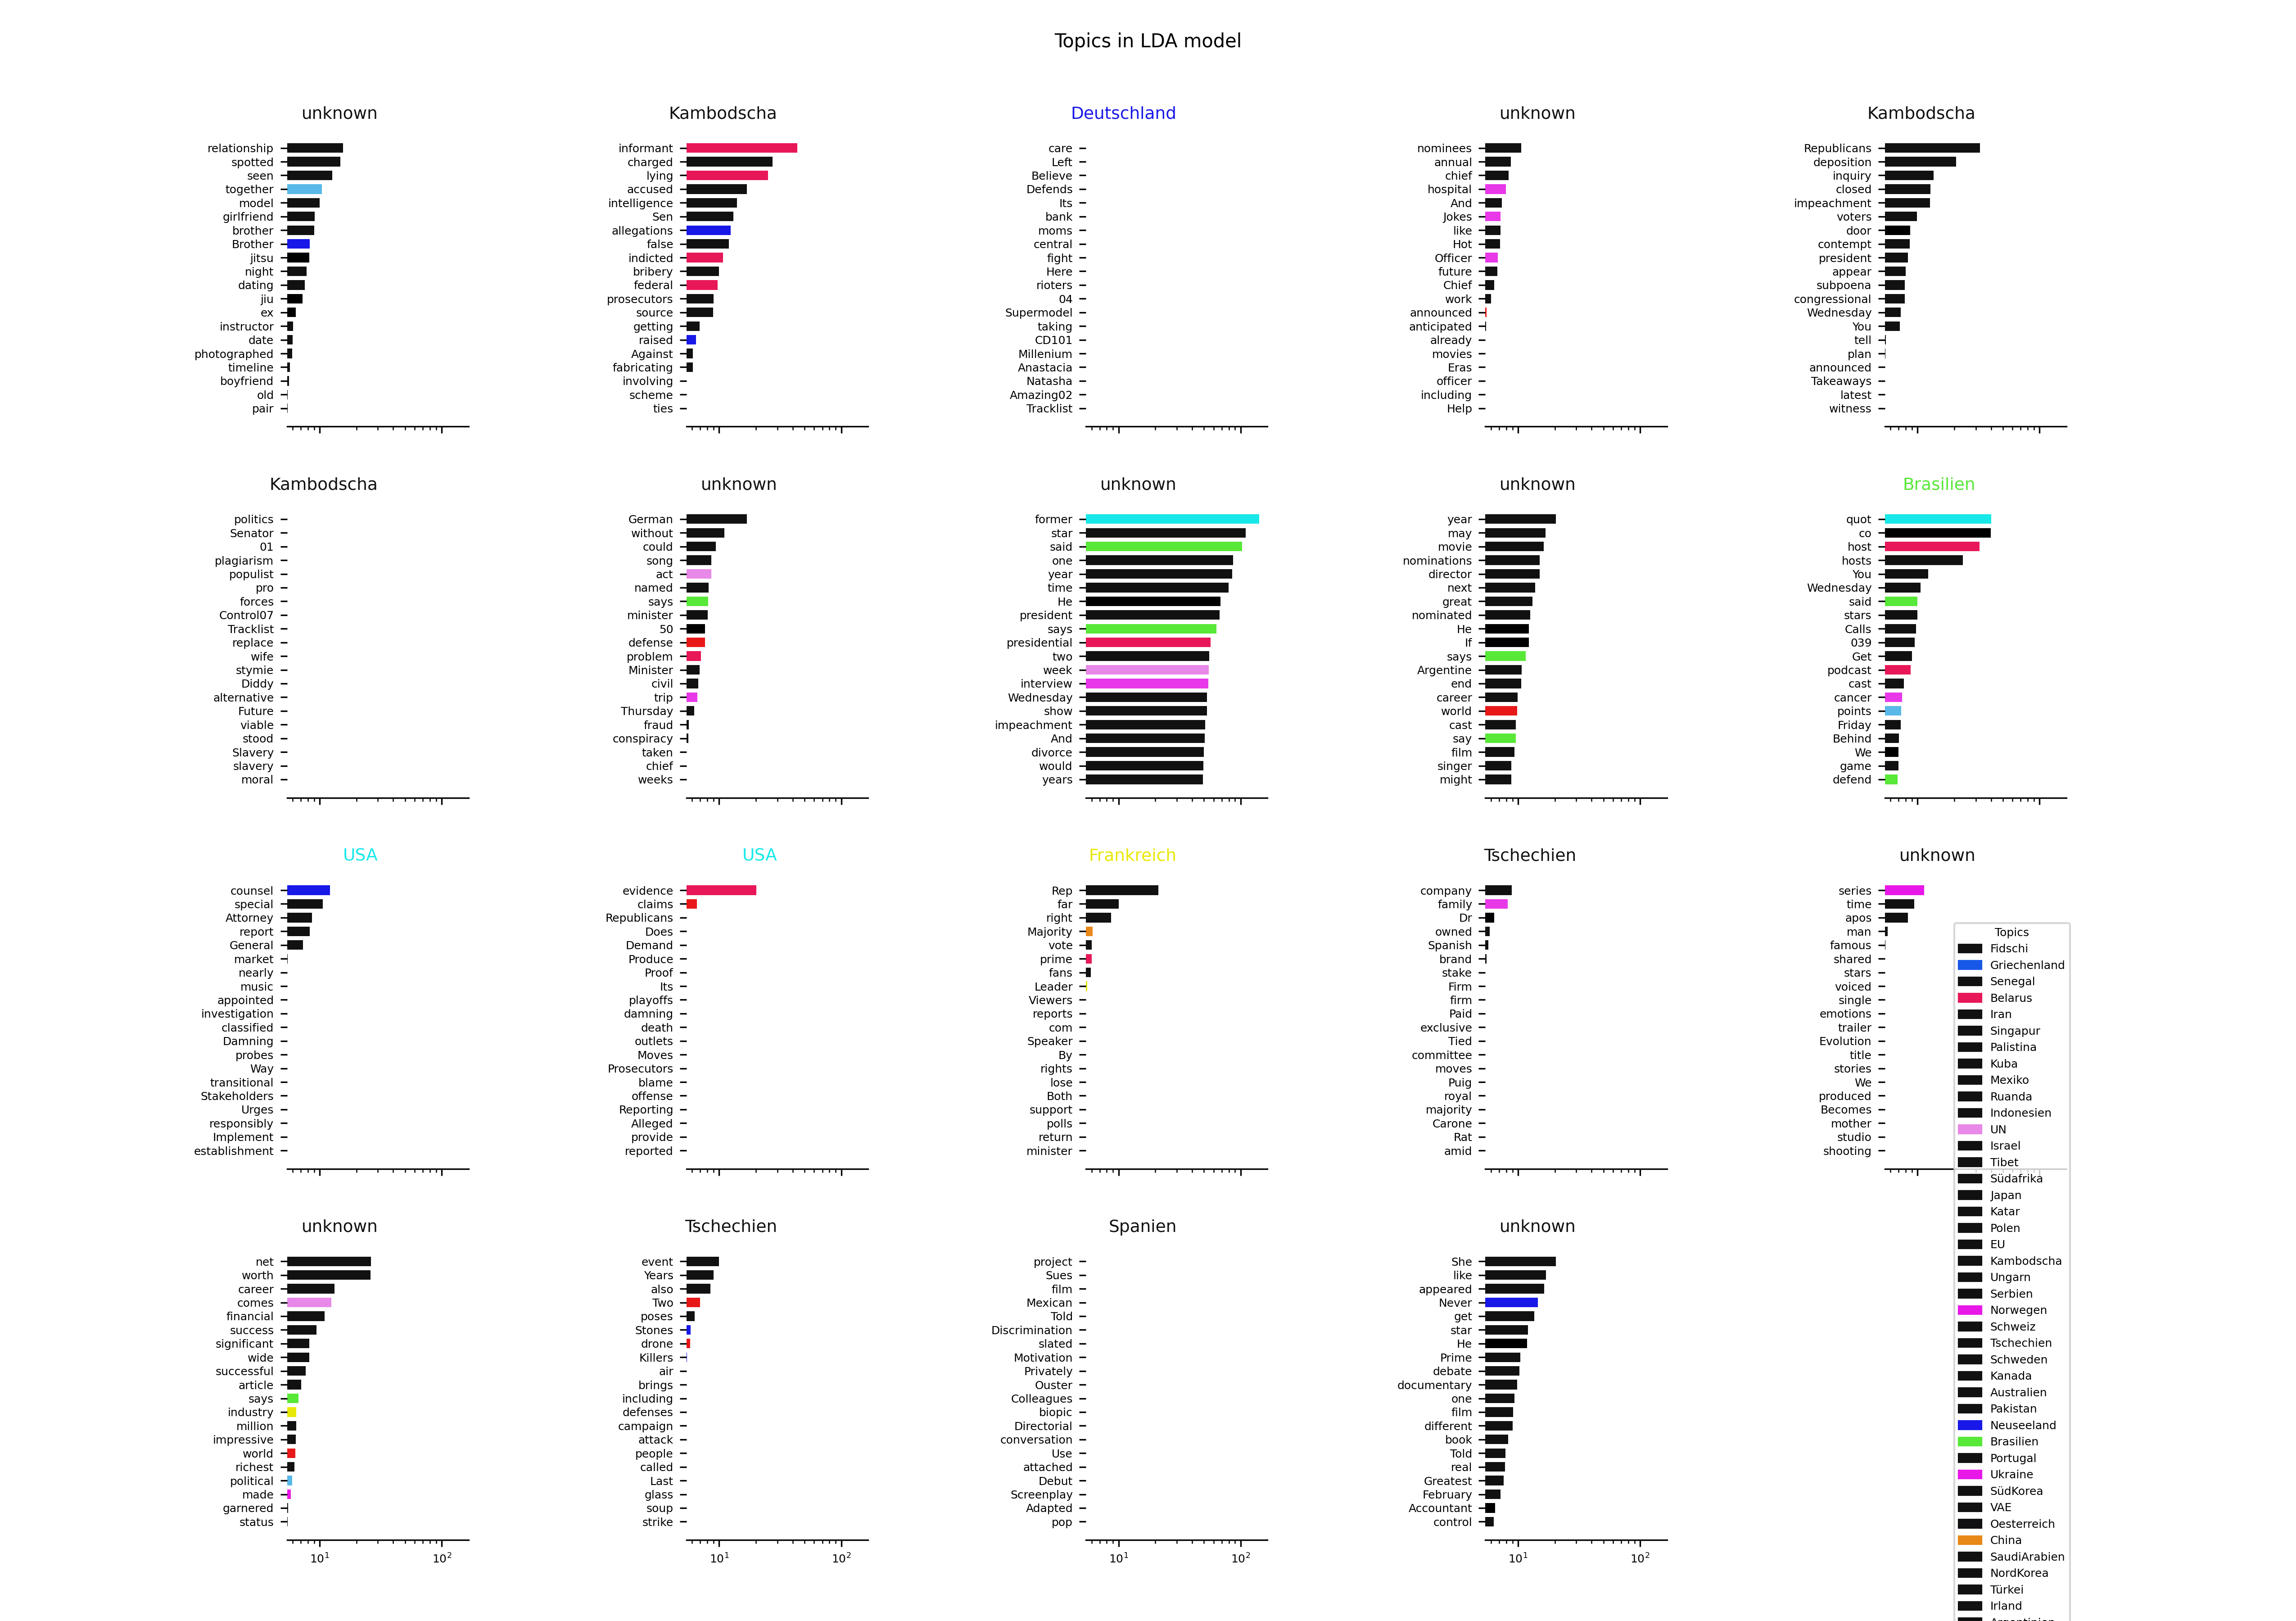 Topics in LDA model
unknown
relationship
spotted
seen
together
model
girlfriend
brother
Brother
jitsu
night
dating
jiu
ex
instructor
date
photographed
timeline
boyfriend
old
pair
Kambodscha
informant
charged
lying
accused
intelligence
Sen
allegations
false
indicted
bribery
federal
prosecutors
source
getting
raised
Against
fabricating
involving
scheme
ties
Deutschland
care
Left
Believe
Defends
Its
bank
moms
central
fight
Here
rioters
04
Supermodel
taking
CD101
Millenium
Anastacia
Natasha
Amazing02
Tracklist
unknown
nominees
annual
chief
hospital
And
Jokes
like
Hot
Officer
future
Chief
work
announced
anticipated
already
movies
Eras
officer
including
Help
Kambodscha
Republicans
deposition
inquiry
closed
impeachment
voters
door
contempt
president
appear
subpoena
congressional
Wednesday
You
tell
plan
announced
Takeaways
latest
witness
Kambodscha
politics
Senator
01
plagiarism
populist
pro
forces
Control07
Tracklist
replace
wife
stymie
Diddy
alternative
Future
viable
stood
Slavery
slavery
moral
unknown
German
without
could
song
act
named
says
minister
50
defense
problem
Minister
civil
trip
Thursday
fraud
conspiracy
taken
chief
weeks
unknown
former
star
said
one
year
time
He
president
says
presidential
two
week
interview
Wednesday
show
impeachment
And
divorce
would
years
unknown
year
may
movie
nominations
director
next
great
nominated
He
If
says
Argentine
end
career
world
cast
say
film
singer
might
Brasilien
quot
co
host
hosts
You
Wednesday
said
stars
Calls
039
Get
podcast
cast
cancer
points
Friday
Behind
We
game
defend
USA
counsel
special
Attorney
report
General
market
nearly
music
appointed
investigation
classified
Damning
probes
Way
transitional
Stakeholders
Urges
responsibly
Implement
establishment
USA
evidence
claims
Republicans
Does
Demand
Produce
Proof
Its
playoffs
damning
death
outlets
Moves
Prosecutors
blame
offense
Reporting
Alleged
provide
reported
Frankreich
Rep
far
right
Majority
vote
prime
fans
Leader
Viewers
reports
com
Speaker
By
rights
lose
Both
support
polls
return
minister
Tschechien
company
family
Dr
owned
Spanish
brand
stake
Firm
firm
Paid
exclusive
Tied
committee
moves
Puig
royal
majority
Carone
Rat
amid
unknown
series
time
apos
man
famous
shared
stars
voiced
single
emotions
trailer
Evolution
title
stories
We
produced
Becomes
mother
studio
shooting
unknown
net
worth
career
comes
financial
success
significant
wide
successful
article
says
industry
million
impressive
world
richest
political
made
garnered
status
10¹ 10²
Tschechien
event
Years
also
Two
poses
Stones
drone
Killers
air
brings
including
defenses
campaign
attack
people
called
Last
glass
soup
strike
10¹ 10²
Spanien
project
Sues
film
Mexican
Told
Discrimination
slated
Motivation
Privately
Ouster
Colleagues
biopic
Directorial
conversation
Use
attached
Debut
Screenplay
Adapted
pop
10¹ 10²
unknown
She
like
appeared
Never
get
star
He
Prime
debate
documentary
one
film
different
book
Told
real
Greatest
February
Accountant
control
10¹ 10²
Topics
Fidschi
Griechenland
Senegal
Belarus
Iran
Singapur
Palistina
Kuba
Mexiko
Ruanda
Indonesien
UN
Israel
Tibet
Südafrika
Japan
Katar
Polen
EU
Kambodscha
Ungarn
Serbien
Norwegen
Schweiz
Tschechien
Schweden
Kanada
Australien
Pakistan
Neuseeland
Brasilien
Portugal
Ukraine
SüdKorea
VAE
Oesterreich
China
SaudiArabien
NordKorea
Türkei
Irland